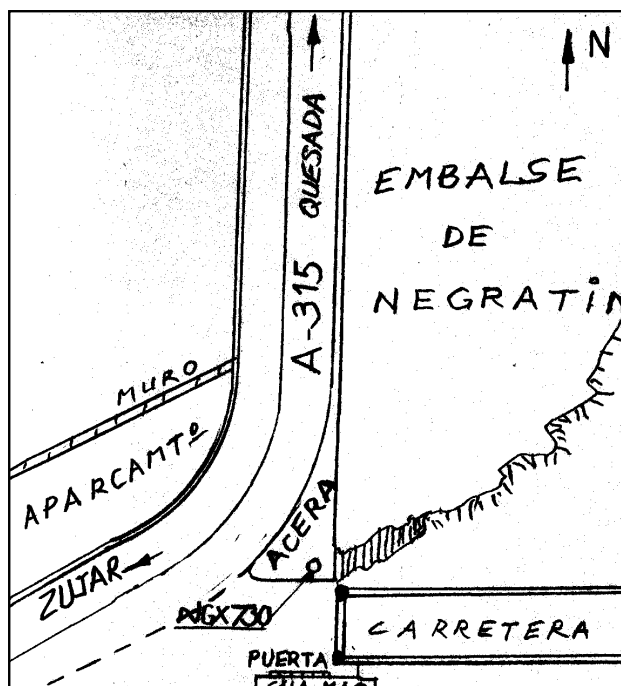 N
EMBALSE
DE
NEGRATIN
A-315 QUESADA
MURO
APARCAMTº
ACERA
ZUJAR
NGX730
CARRETERA
PUERTA